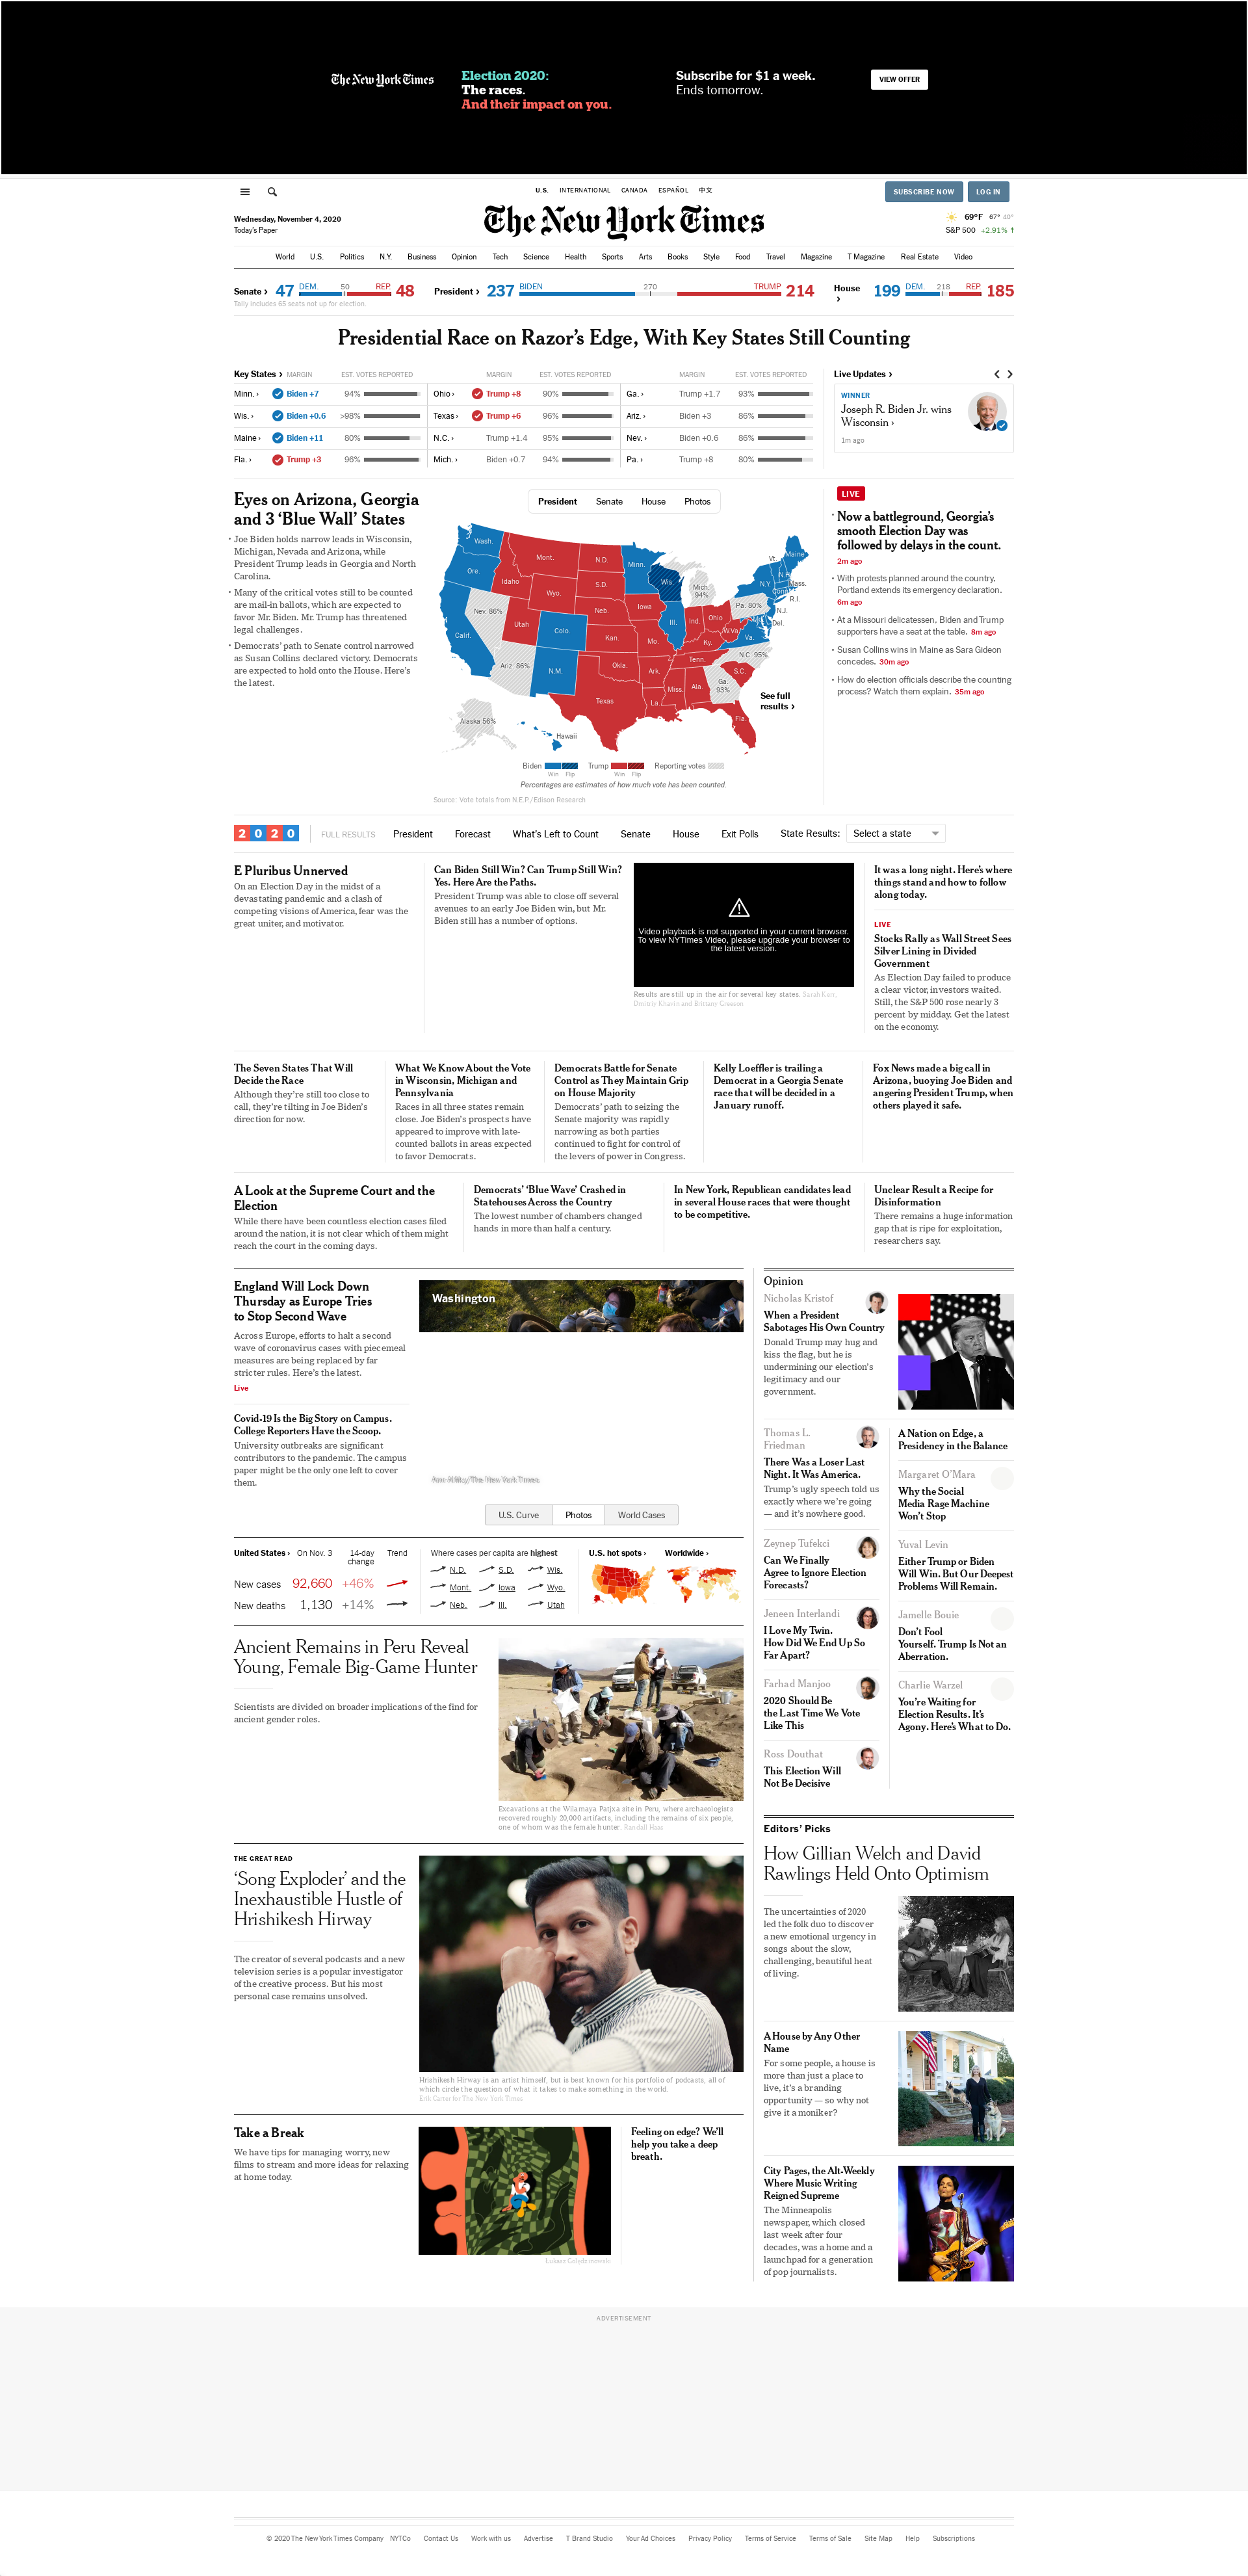 The New York Times
Election 2020:
The races.
And their impact on you.
Subscribe for $1 a week.
Ends tomorrow.
VIEW OFFER
U.S. INTERNATIONAL CANADA ESPAÑOL 中文
SUBSCRIBE NOW LOG IN
Wednesday, November 4, 2020
Today's Paper
The New York Times
69°F 67° 40°
S&P 500 +2.91% ↑
World U.S. Politics N.Y. Business Opinion Tech Science Health Sports Arts Books Style Food Travel Magazine T Magazine Real Estate Video
Senate › 47 DEM. 50 REP. 48
President › 237 BIDEN 270 TRUMP 214
House › 199 DEM. 218 REP. 185
Tally includes 65 seats not up for election.
Presidential Race on Razor's Edge, With Key States Still Counting
Key States › MARGIN EST. VOTES REPORTED MARGIN EST. VOTES REPORTED MARGIN EST. VOTES REPORTED
Minn. › Biden +7 94% Ohio › Trump +8 90% Ga. › Trump +1.7 93%
Wis. › Biden +0.6 >98% Texas › Trump +6 96% Ariz. › Biden +3 86%
Maine › Biden +11 80% N.C. › Trump +1.4 95% Nev. › Biden +0.6 86%
Fla. › Trump +3 96% Mich. › Biden +0.7 94% Pa. › Trump +8 80%
Live Updates ›
WINNER
Joseph R. Biden Jr. wins
Wisconsin ›
1m ago
Eyes on Arizona, Georgia
and 3 ‘Blue Wall’ States
• Joe Biden holds narrow leads in Wisconsin,
Michigan, Nevada and Arizona, while
President Trump leads in Georgia and North
Carolina.
• Many of the critical votes still to be counted
are mail-in ballots, which are expected to
favor Mr. Biden. Mr. Trump has threatened
legal challenges.
• Democrats’ path to Senate control narrowed
as Susan Collins declared victory. Democrats
are expected to hold onto the House. Here’s
the latest.
President Senate House Photos
Wash.
Ore.
Calif.
Nev. 86%
Idaho
Mont.
Wyo.
Utah
Ariz. 86%
Colo.
N.M.
N.D.
S.D.
Neb.
Kan.
Okla.
Texas
Minn.
Iowa
Mo.
Ark.
La.
Wis.
Ill.
Mich.
94%
Ind.
Ohio
Ky.
Tenn.
Miss.
Ala.
Ga.
93%
Fla.
S.C.
N.C. 95%
Va.
W.Va.
Pa. 80%
N.Y.
Vt.
N.H.
Maine
Mass.
Conn.
R.I.
N.J.
Del.
Alaska 56%
Hawaii
See full
results ›
Biden Trump Reporting votes
Win Flip Win Flip
Percentages are estimates of how much vote has been counted.
Source: Vote totals from N.E.P./Edison Research
LIVE
• Now a battleground, Georgia’s
smooth Election Day was
followed by delays in the count.
2m ago
• With protests planned around the country,
Portland extends its emergency declaration.
6m ago
• At a Missouri delicatessen, Biden and Trump
supporters have a seat at the table. 8m ago
• Susan Collins wins in Maine as Sara Gideon
concedes. 30m ago
• How do election officials describe the counting
process? Watch them explain. 35m ago
2020 FULL RESULTS President Forecast What’s Left to Count Senate House Exit Polls State Results: Select a state
E Pluribus Unnerved
On an Election Day in the midst of a
devastating pandemic and a clash of
competing visions of America, fear was the
great uniter, and motivator.
Can Biden Still Win? Can Trump Still Win?
Yes. Here Are the Paths.
President Trump was able to close off several
avenues to an early Joe Biden win, but Mr.
Biden still has a number of options.
Video playback is not supported in your current browser.
To view NYTimes Video, please upgrade your browser to
the latest version.
Results are still up in the air for several key states. Sarah Kerr,
Dmitriy Khavin and Brittany Greeson
It was a long night. Here’s where
things stand and how to follow
along today.
LIVE
Stocks Rally as Wall Street Sees
Silver Lining in Divided
Government
As Election Day failed to produce
a clear victor, investors waited.
Still, the S&P 500 rose nearly 3
percent by midday. Get the latest
on the economy.
The Seven States That Will
Decide the Race
Although they’re still too close to
call, they’re tilting in Joe Biden’s
direction for now.
What We Know About the Vote
in Wisconsin, Michigan and
Pennsylvania
Races in all three states remain
close. Joe Biden’s prospects have
appeared to improve with late-
counted ballots in areas expected
to favor Democrats.
Democrats Battle for Senate
Control as They Maintain Grip
on House Majority
Democrats’ path to seizing the
Senate majority was rapidly
narrowing as both parties
continued to fight for control of
the levers of power in Congress.
Kelly Loeffler is trailing a
Democrat in a Georgia Senate
race that will be decided in a
January runoff.
Fox News made a big call in
Arizona, buoying Joe Biden and
angering President Trump, when
others played it safe.
A Look at the Supreme Court and the
Election
While there have been countless election cases filed
around the nation, it is not clear which of them might
reach the court in the coming days.
Democrats’ ‘Blue Wave’ Crashed in
Statehouses Across the Country
The lowest number of chambers changed
hands in more than half a century.
In New York, Republican candidates lead
in several House races that were thought
to be competitive.
Unclear Result a Recipe for
Disinformation
There remains a huge information
gap that is ripe for exploitation,
researchers say.
England Will Lock Down
Thursday as Europe Tries
to Stop Second Wave
Across Europe, efforts to halt a second
wave of coronavirus cases with piecemeal
measures are being replaced by far
stricter rules. Here’s the latest.
Live
Covid-19 Is the Big Story on Campus.
College Reporters Have the Scoop.
University outbreaks are significant
contributors to the pandemic. The campus
paper might be the only one left to cover
them.
Washington
/The New York Times
U.S. Curve Photos World Cases
United States › On Nov. 3 14-day
change Trend
New cases 92,660 +46%
New deaths 1,130 +14%
Where cases per capita are highest
N.D. S.D. Wis.
Mont. Iowa Wyo.
Neb. Ill. Utah
U.S. hot spots › Worldwide ›
Ancient Remains in Peru Reveal
Young, Female Big-Game Hunter
Scientists are divided on broader implications of the find for
ancient gender roles.
Excavations at the Wilamaya Patjxa site in Peru, where archaeologists
recovered roughly 20,000 artifacts, including the remains of six people,
one of whom was the female hunter. Randall Haas
THE GREAT READ
‘Song Exploder’ and the
Inexhaustible Hustle of
Hrishikesh Hirway
The creator of several podcasts and a new
television series is a popular investigator
of the creative process. But his most
personal case remains unsolved.
Hrishikesh Hirway is an artist himself, but is best known for his portfolio of podcasts, all of
which circle the question of what it takes to make something in the world.
Erik Carter for The New York Times
Take a Break
We have tips for managing worry, new
films to stream and more ideas for relaxing
at home today.
Feeling on edge? We’ll
help you take a deep
breath.
Opinion
Nicholas Kristof
When a President
Sabotages His Own Country
Donald Trump may hug and
kiss the flag, but he is
undermining our election’s
legitimacy and our
government.
Thomas L.
Friedman
There Was a Loser Last
Night. It Was America.
Trump’s ugly speech told us
exactly where we’re going
— and it’s nowhere good.
Zeynep Tufekci
Can We Finally
Agree to Ignore Election
Forecasts?
Jeneen Interlandi
I Love My Twin.
How Did We End Up So
Far Apart?
Farhad Manjoo
2020 Should Be
the Last Time We Vote
Like This
Ross Douthat
This Election Will
Not Be Decisive
A Nation on Edge, a
Presidency in the Balance
Margaret O’Mara
Why the Social
Media Rage Machine
Won’t Stop
Yuval Levin
Either Trump or Biden
Will Win. But Our Deepest
Problems Will Remain.
Jamelle Bouie
Don’t Fool
Yourself. Trump Is Not an
Aberration.
Charlie Warzel
You’re Waiting for
Election Results. It’s
Agony. Here’s What to Do.
Editors’ Picks
How Gillian Welch and David
Rawlings Held Onto Optimism
The uncertainties of 2020
led the folk duo to discover
a new emotional urgency in
songs about the slow,
challenging, beautiful heat
of living.
A House by Any Other
Name
For some people, a house is
more than just a place to
live, it’s a branding
opportunity — so why not
give it a moniker?
City Pages, the Alt-Weekly
Where Music Writing
Reigned Supreme
The Minneapolis
newspaper, which closed
last week after four
decades, was a home and a
launchpad for a generation
of pop journalists.
ADVERTISEMENT
© 2020 The New York Times Company NYTCo Contact Us Work with us Advertise T Brand Studio Your Ad Choices Privacy Policy Terms of Service Terms of Sale Site Map Help Subscriptions